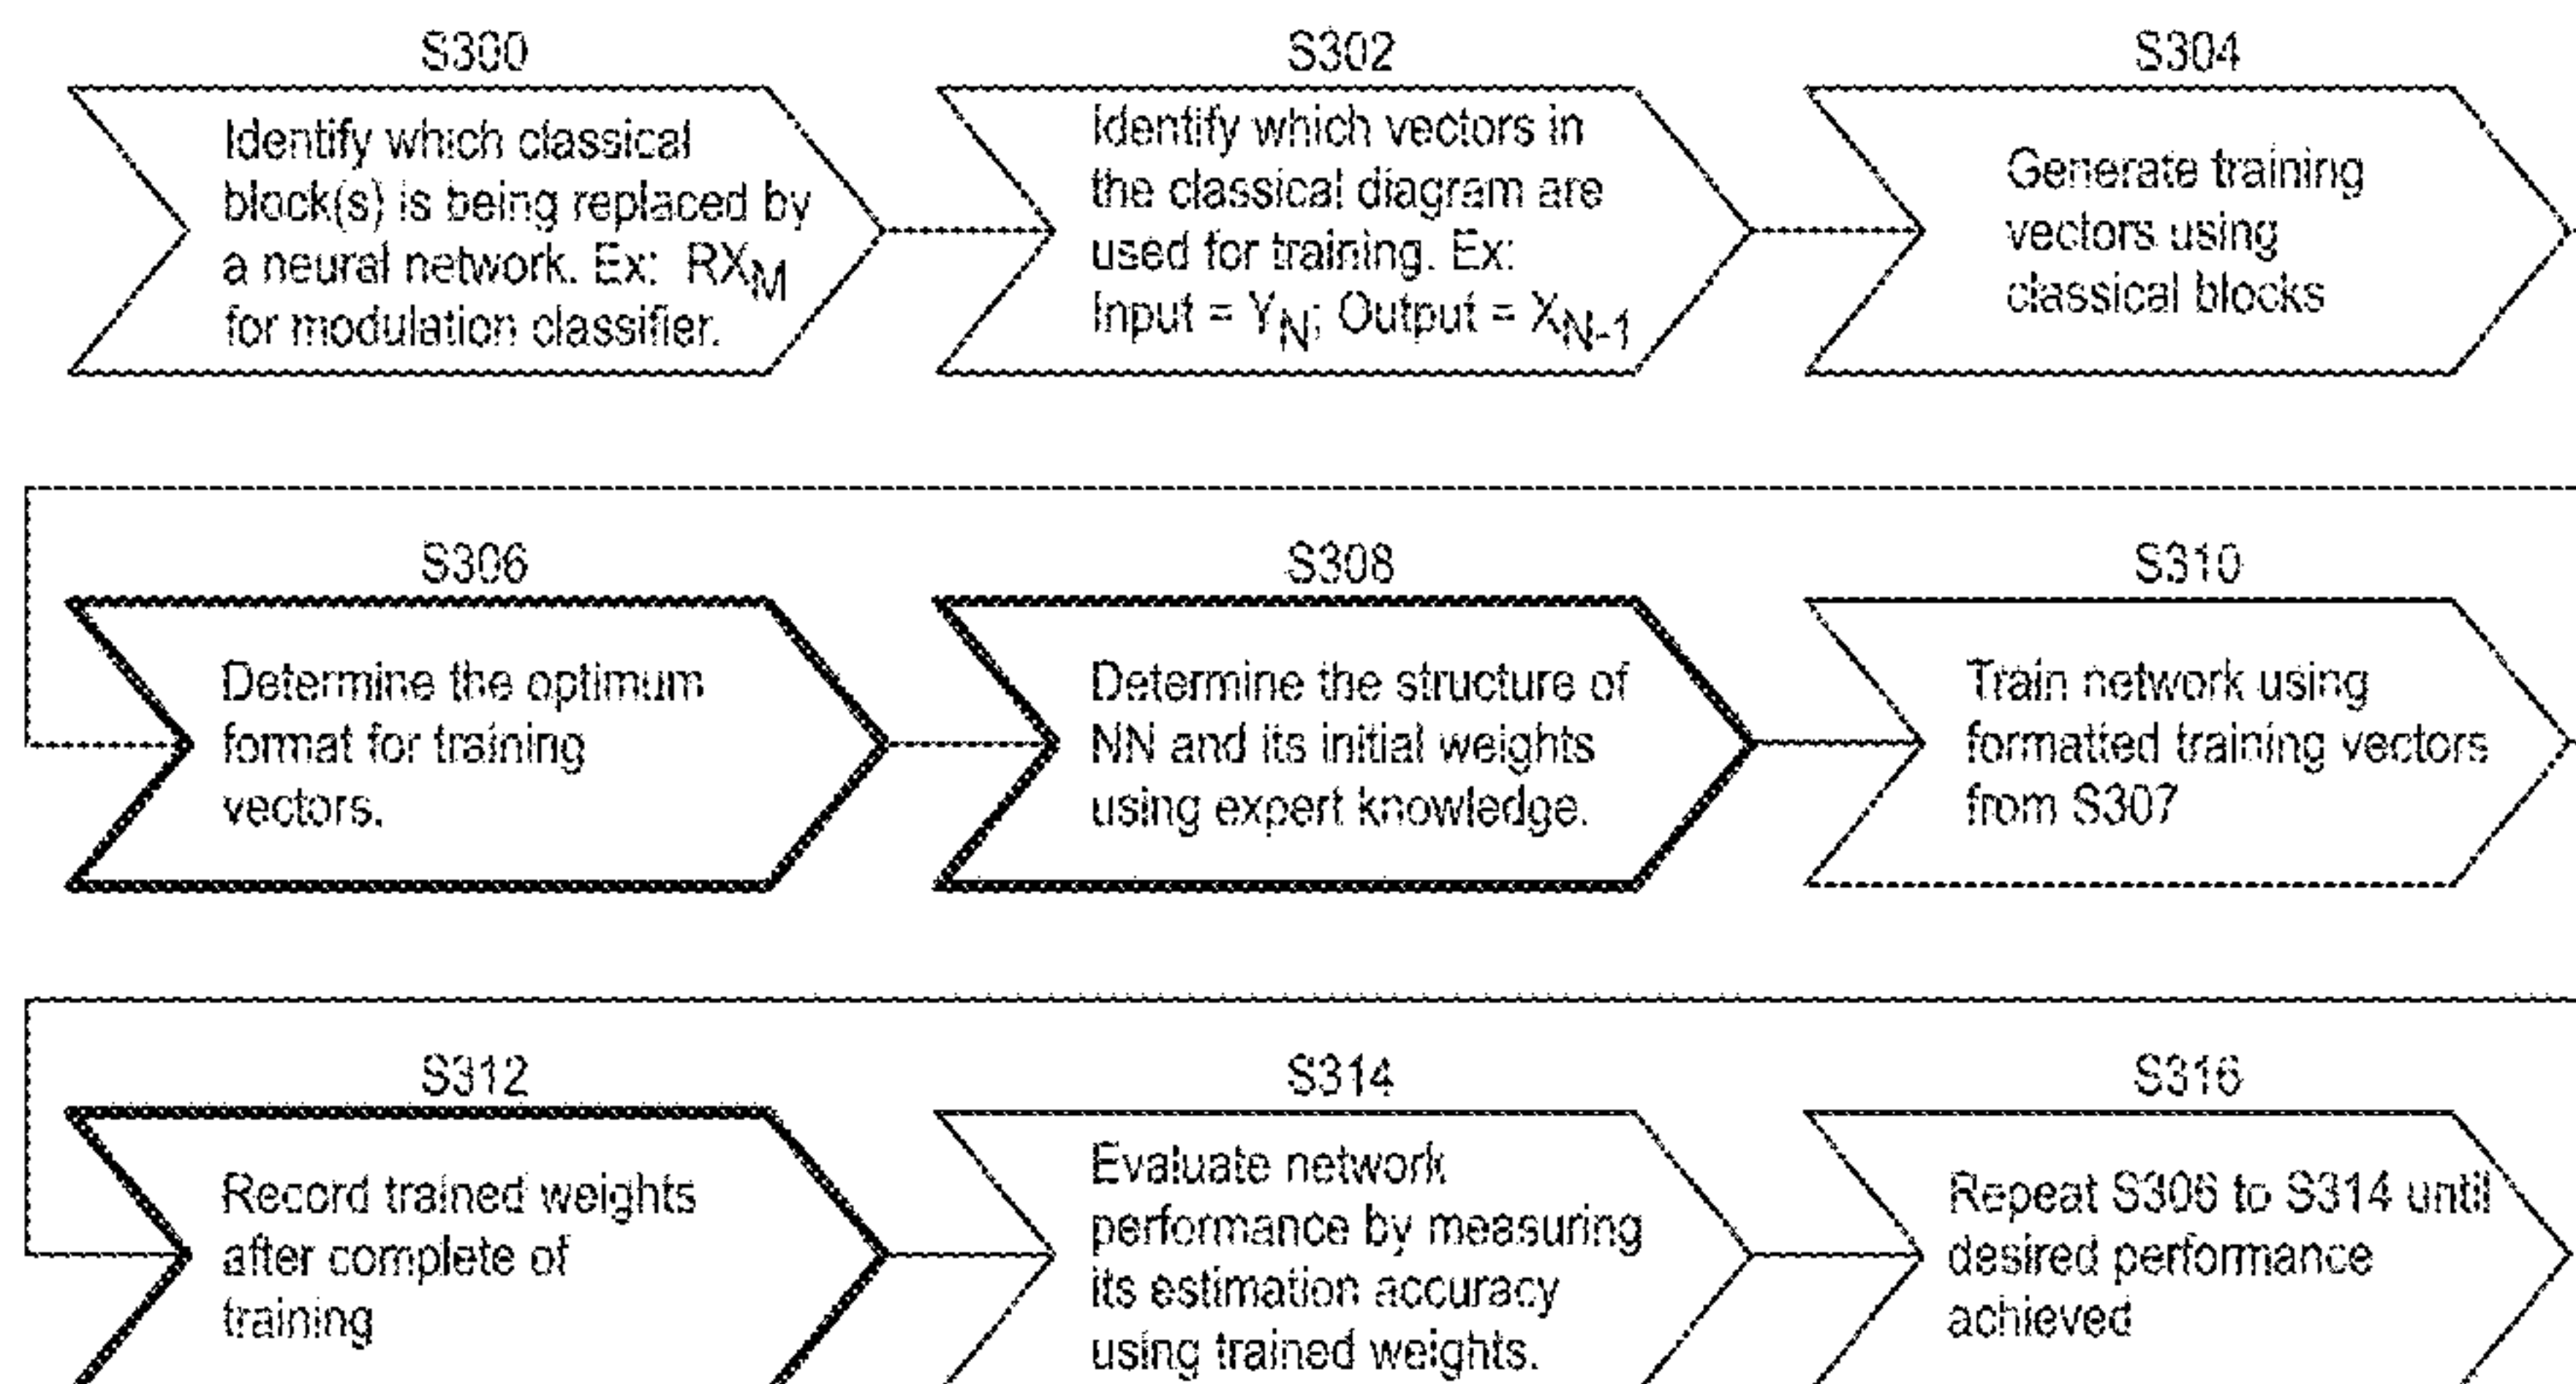 S300
Identify which classical
block(s) is being replaced by
a neural network. Ex: RXM
for modulation classifier.
S302
Identify which vectors in
the classical diagram are
used for training. Ex:
Input = YN; Output = XN-1
S304
Generate training
vectors using
classical blocks
S306
Determine the optimum
format for training
vectors.
S308
Determine the structure of
NN and its initial weights
using expert knowledge.
S310
Train network using
formatted training vectors
from S307
S312
Record trained weights
after complete of
training
S314
Evaluate network
performance by measuring
its estimation accuracy
using trained weights.
S316
Repeat S306 to S314 until
desired performance
achieved